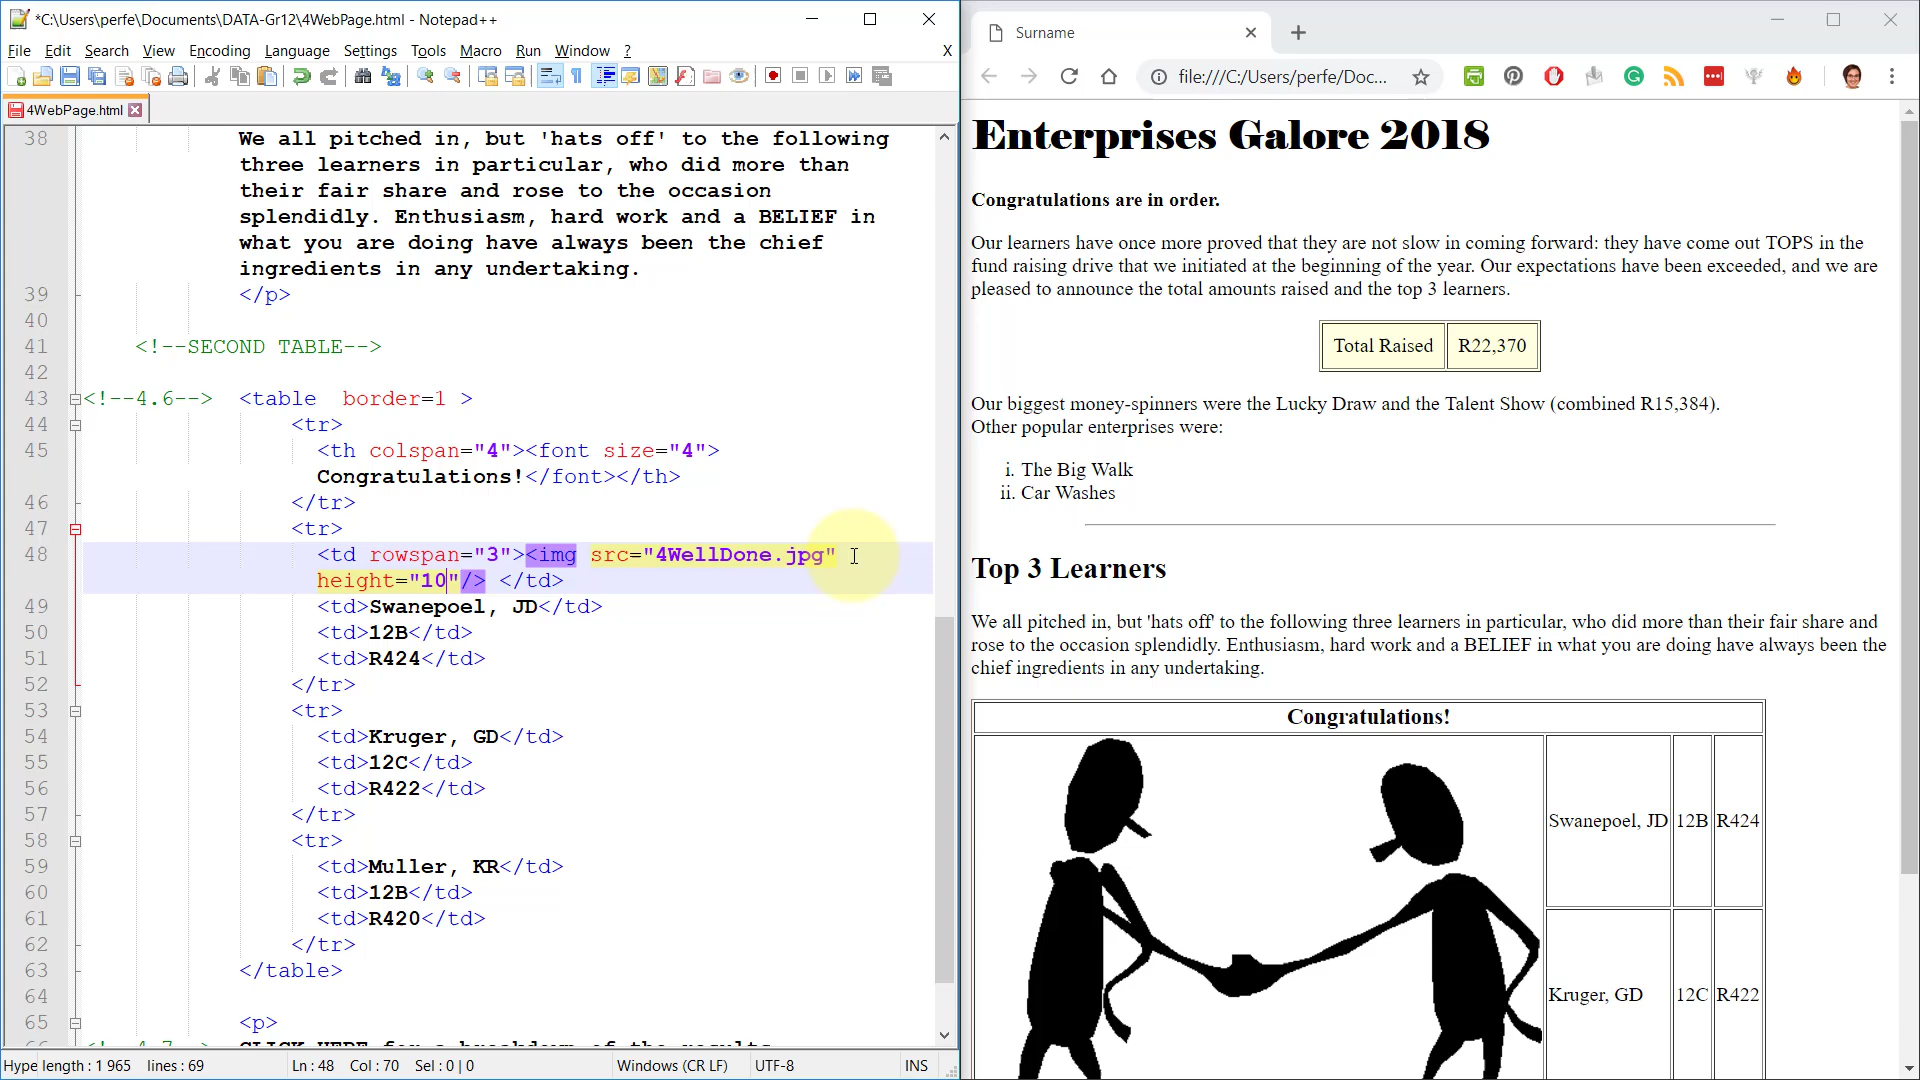 *C:\Users\perfe\Documents\DATA-Gr12\4WebPage.html - Notepad++
File Edit Search View Encoding Language Settings Tools Macro Run Window ? X
4WebPage.html
38 We all pitched in, but 'hats off' to the following
three learners in particular, who did more than
their fair share and rose to the occasion
splendidly. Enthusiasm, hard work and a BELIEF in
what you are doing have always been the chief
ingredients in any undertaking.
39 </p>
40
41 <!--SECOND TABLE-->
42
43 <!--4.6--> <table border=1 >
44 <tr>
45 <th colspan="4"><font size="4">
Congratulations!</font></th>
46 </tr>
47 <tr>
48 <td rowspan="3"><img src="4WellDone.jpg"
height="10"/> </td>
49 <td>Swanepoel, JD</td>
50 <td>12B</td>
51 <td>R424</td>
52 </tr>
53 <tr>
54 <td>Kruger, GD</td>
55 <td>12C</td>
56 <td>R422</td>
57 </tr>
58 <tr>
59 <td>Muller, KR</td>
60 <td>12B</td>
61 <td>R420</td>
62 </tr>
63 </table>
64
65 <p>
Hype length : 1 965 lines : 69 Ln : 48 Col : 70 Sel : 0 | 0 Windows (CR LF) UTF-8 INS
Surname
file:///C:/Users/perfe/Doc...
Enterprises Galore 2018
Congratulations are in order.
Our learners have once more proved that they are not slow in coming forward: they have come out TOPS in the
fund raising drive that we initiated at the beginning of the year. Our expectations have been exceeded, and we are
pleased to announce the total amounts raised and the top 3 learners.
Total Raised R22,370
Our biggest money-spinners were the Lucky Draw and the Talent Show (combined R15,384).
Other popular enterprises were:
i. The Big Walk
ii. Car Washes
Top 3 Learners
We all pitched in, but 'hats off' to the following three learners in particular, who did more than their fair share and
rose to the occasion splendidly. Enthusiasm, hard work and a BELIEF in what you are doing have always been the
chief ingredients in any undertaking.
Congratulations!
Swanepoel, JD 12B R424
Kruger, GD 12C R422